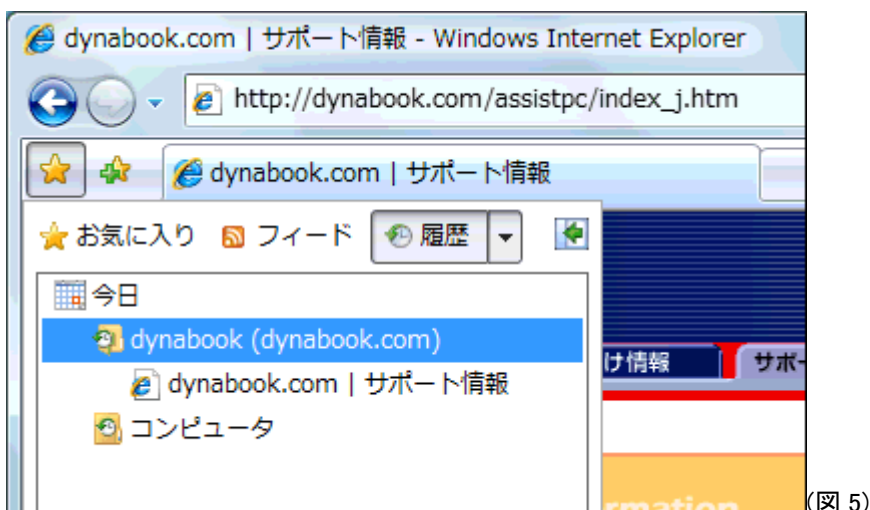 dynabook.com | サポート情報 - Windows Internet Explorer
http://dynabook.com/assistpc/index_j.htm
dynabook.com | サポート情報
お気に入り フィード 履歴
今日
dynabook (dynabook.com)
け情報 サポー
dynabook.com | サポート情報
コンピュータ
rmation
(図 5)